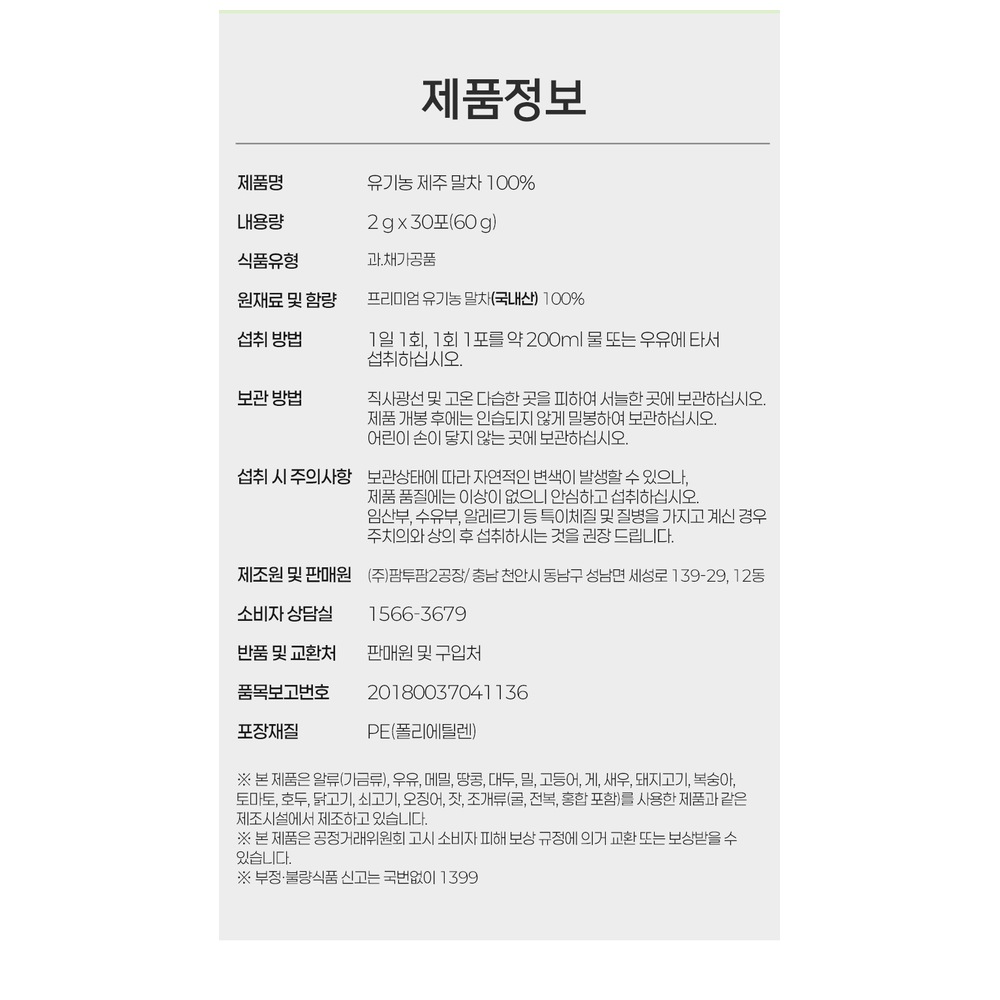 제품정보
제품명 유기농 제주 말차 100%
내용량 2 g x 30포(60 g)
식품유형 과.채가공품
원재료 및 함량 프리미엄 유기농 말차(국내산) 100%
섭취 방법 1일 1회, 1회 1포를 약 200ml 물 또는 우유에 타서
섭취하십시오.
보관 방법 직사광선 및 고온 다습한 곳을 피하여 서늘한 곳에 보관하십시오.
제품 개봉 후에는 인습되지 않게 밀봉하여 보관하십시오.
어린이 손이 닿지 않는 곳에 보관하십시오.
섭취 시 주의사항 보관상태에 따라 자연적인 변색이 발생할 수 있으나,
제품 품질에는 이상이 없으니 안심하고 섭취하십시오.
임산부, 수유부, 알레르기 등 특이체질 및 질병을 가지고 계신 경우
주치의와 상의 후 섭취하시는 것을 권장 드립니다.
제조원 및 판매원 (주)팜투팜2공장/ 충남 천안시 동남구 성남면 세성로 139-29, 12동
소비자 상담실 1566-3679
반품 및 교환처 판매원 및 구입처
품목보고번호 20180037041136
포장재질 PE(폴리에틸렌)
※ 본 제품은 알류(가금류), 우유, 메밀, 땅콩, 대두, 밀, 고등어, 게, 새우, 돼지고기, 복숭아,
토마토, 호두, 닭고기, 쇠고기, 오징어, 잣, 조개류(굴, 전복, 홍합 포함)를 사용한 제품과 같은
제조시설에서 제조하고 있습니다.
※ 본 제품은 공정거래위원회 고시 소비자 피해 보상 규정에 의거 교환 또는 보상받을 수
있습니다.
※ 부정·불량식품 신고는 국번없이 1399